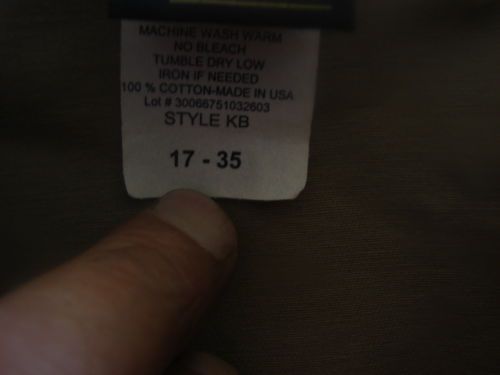 MACHINE WASH WARM
NO BLEACH
TUMBLE DRY LOW
IRON IF NEEDED
100 % COTTON-MADE IN USA
Lot # 30066751032603
STYLE KB
17 - 35